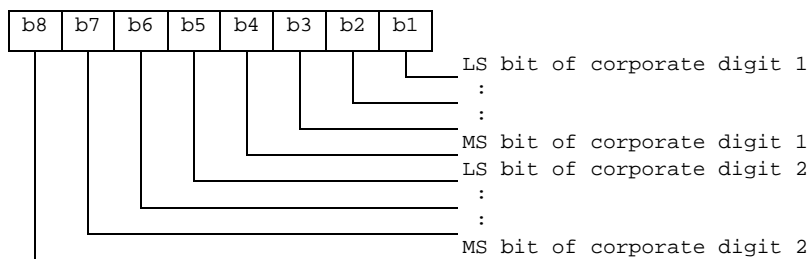 b8 b7 b6 b5 b4 b3 b2 b1
LS bit of corporate digit 1
:
:
MS bit of corporate digit 1
LS bit of corporate digit 2
:
:
MS bit of corporate digit 2